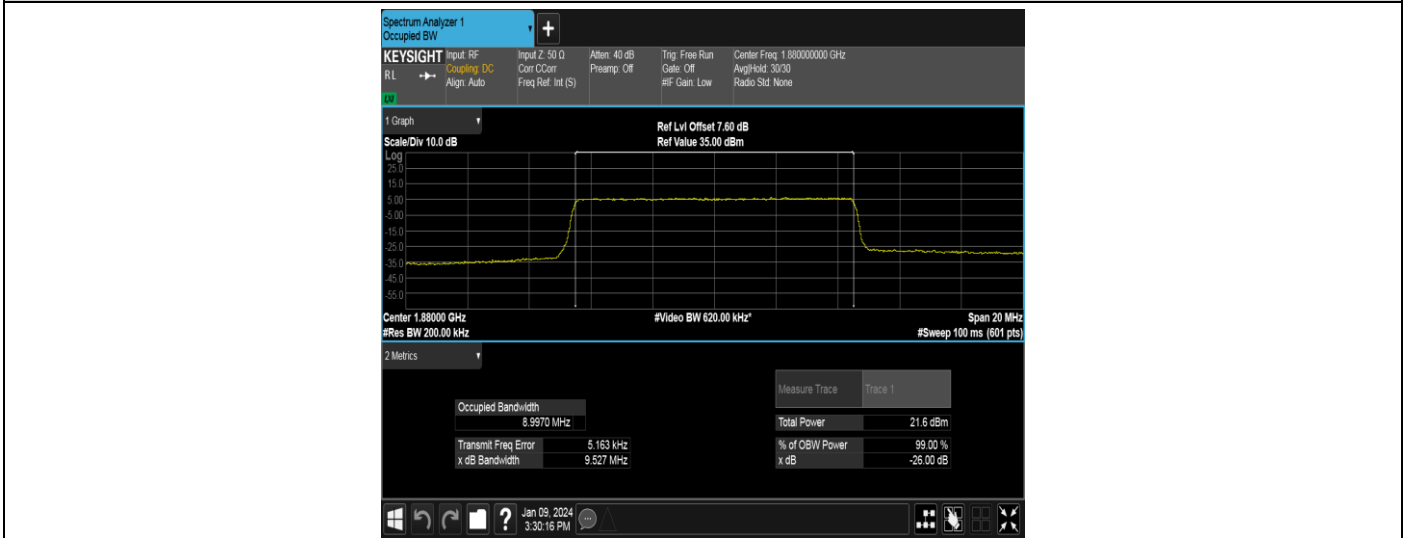 Spectrum Analyzer 1
Occupied BW
+
KEYSIGHT Input: RF Input Z: 50 Ω Atten: 40 dB Trig: Free Run Center Freq: 1.880000000 GHz
RL Coupling: DC Corr CCorr Preamp: Off Gate: Off Avg|Hold: 30/30
Align: Auto Freq Ref: Int (S) #IF Gain: Low Radio Std: None
LXI
1 Graph
Ref Lvl Offset 7.60 dB
Scale/Div 10.0 dB Ref Value 35.00 dBm
Log
25.0
15.0
5.00
-5.00
-15.0
-25.0
-35.0
-45.0
-55.0
Center 1.88000 GHz #Video BW 620.00 kHz* Span 20 MHz
#Res BW 200.00 kHz #Sweep 100 ms (601 pts)
2 Metrics
Measure Trace Trace 1
Occupied Bandwidth
8.9970 MHz Total Power 21.6 dBm
Transmit Freq Error 5.163 kHz % of OBW Power 99.00 %
x dB Bandwidth 9.527 MHz x dB -26.00 dB
? Jan 09, 2024
3:30:16 PM